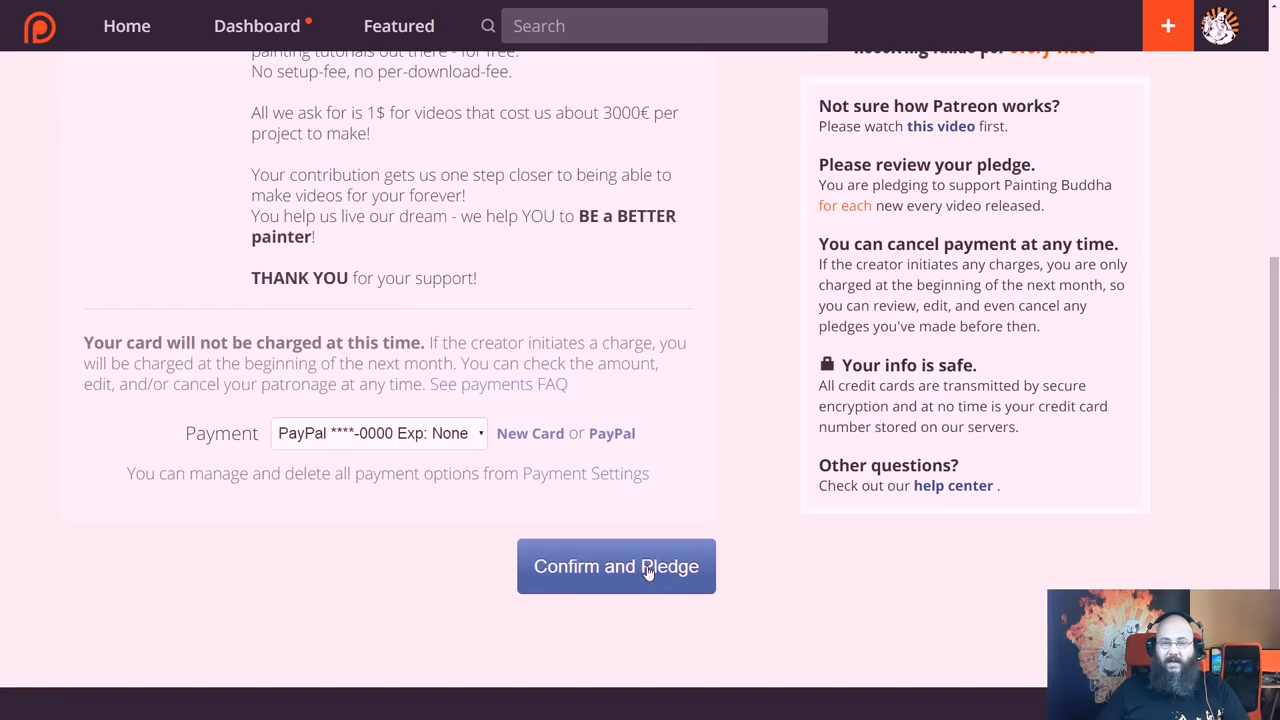 Home
Dashboard
Featured
Search
+
painting tutorials out there - for free.
No setup-fee, no per-download-fee.
All we ask for is 1$ for videos that cost us about 3000€ per
project to make!
Your contribution gets us one step closer to being able to
make videos for your forever!
You help us live our dream - we help YOU to BE a BETTER
painter!
THANK YOU for your support!
Your card will not be charged at this time. If the creator initiates a charge, you
will be charged at the beginning of the next month. You can check the amount,
edit, and/or cancel your patronage at any time. See payments FAQ
Payment
PayPal ****-0000 Exp: None
New Card or PayPal
You can manage and delete all payment options from Payment Settings
Confirm and Pledge
Receiving funds per every video
Not sure how Patreon works?
Please watch this video first.
Please review your pledge.
You are pledging to support Painting Buddha
for each new every video released.
You can cancel payment at any time.
If the creator initiates any charges, you are only
charged at the beginning of the next month, so
you can review, edit, and even cancel any
pledges you've made before then.
Your info is safe.
All credit cards are transmitted by secure
encryption and at no time is your credit card
number stored on our servers.
Other questions?
Check out our help center .